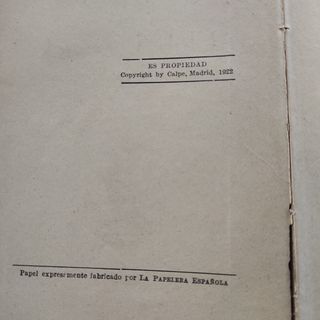 ES PROPIEDAD
Copyright by Calpe, Madrid, 1922
Papel expresamente fabricado por LA PAPELERA ESPAÑOLA